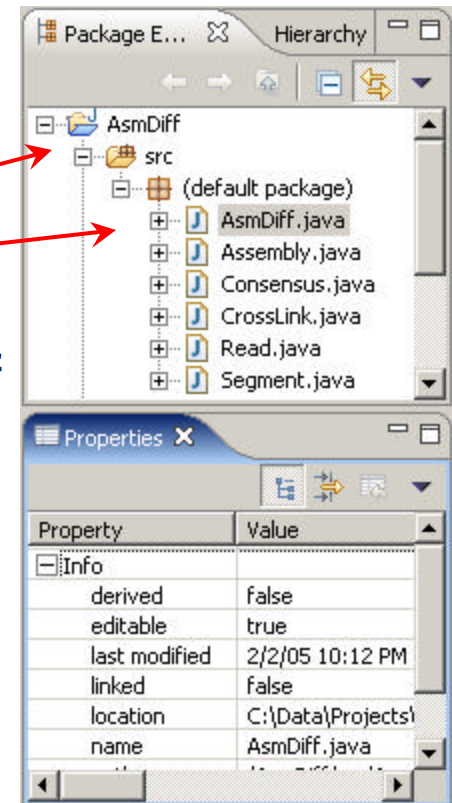 Package E... Hierarchy
AsmDiff
src
(default package)
AsmDiff.java
Assembly.java
Consensus.java
CrossLink.java
Read.java
Segment.java
Properties
Property Value
Info
derived false
editable true
last modified 2/2/05 10:12 PM
linked false
location C:\Data\Projects\
name AsmDiff.java